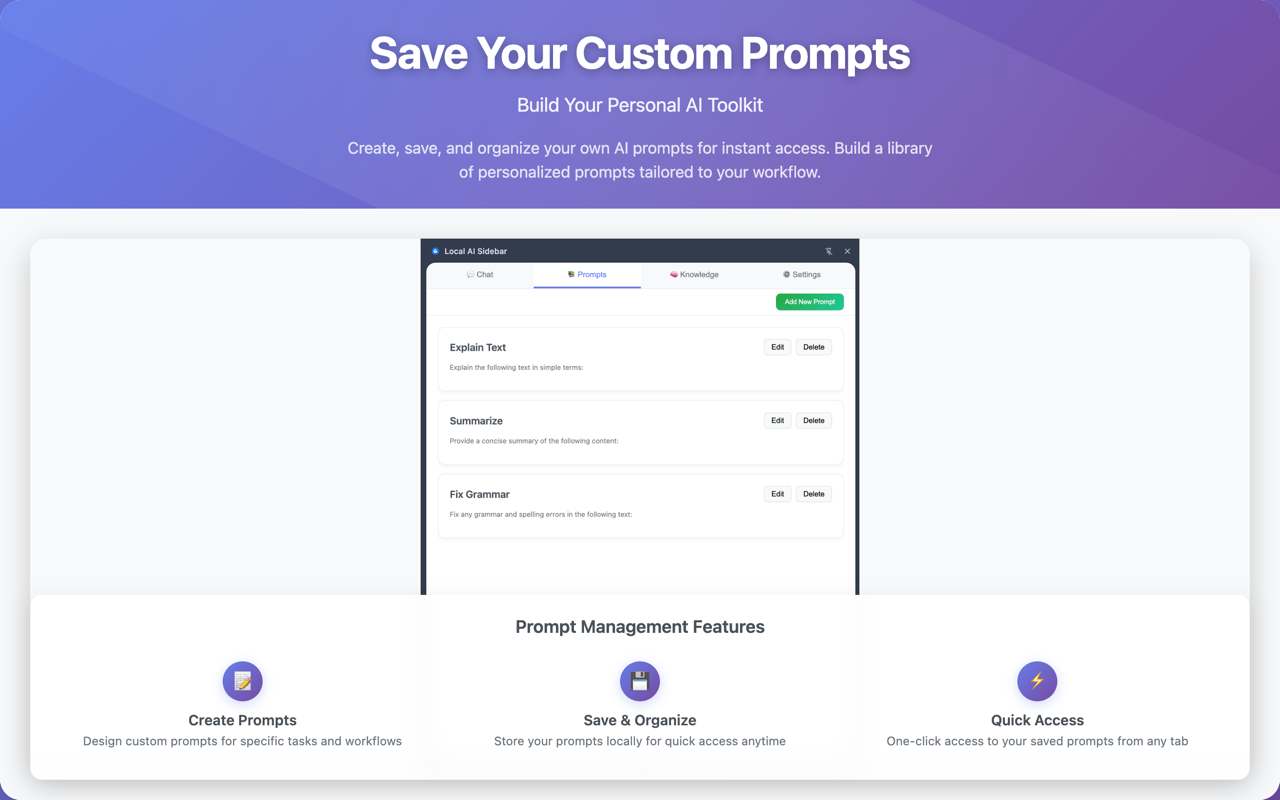 Save Your Custom Prompts
Build Your Personal AI Toolkit
Create, save, and organize your own AI prompts for instant access. Build a library
of personalized prompts tailored to your workflow.
Local AI Sidebar
Chat
Prompts
Knowledge
Settings
Add New Prompt
Explain Text
Edit
Delete
Explain the following text in simple terms:
Summarize
Edit
Delete
Provide a concise summary of the following content:
Fix Grammar
Edit
Delete
Fix any grammar and spelling errors in the following text:
Prompt Management Features
Create Prompts
Design custom prompts for specific tasks and workflows
Save & Organize
Store your prompts locally for quick access anytime
Quick Access
One-click access to your saved prompts from any tab